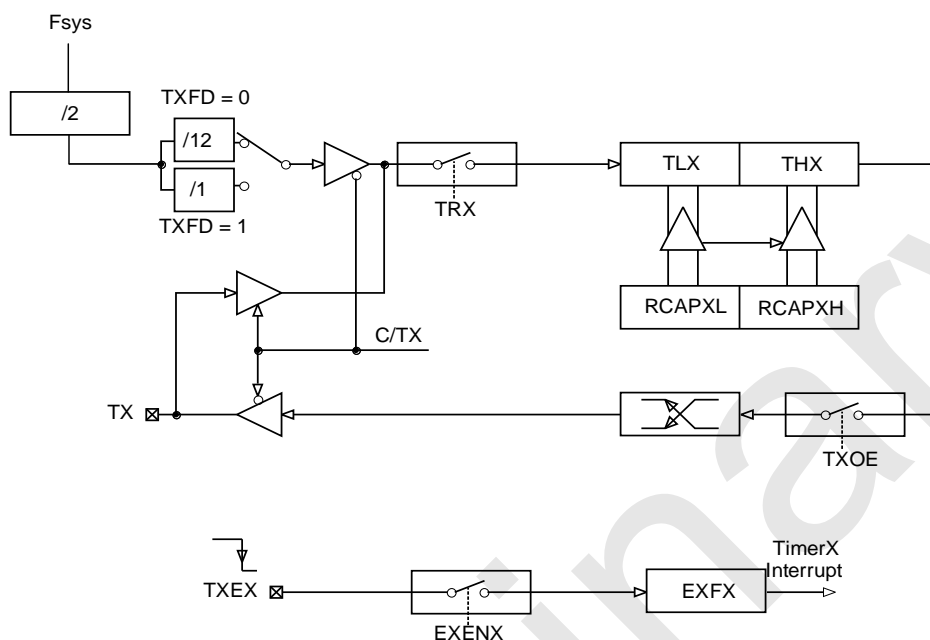 Fsys
/2
TXFD = 0
/12
/1
TXFD = 1
TRX
TLX
THX
RCAPXL
RCAPXH
C/TX
TX
TXOE
TXEX
EXENX
EXFX
TimerX
Interrupt